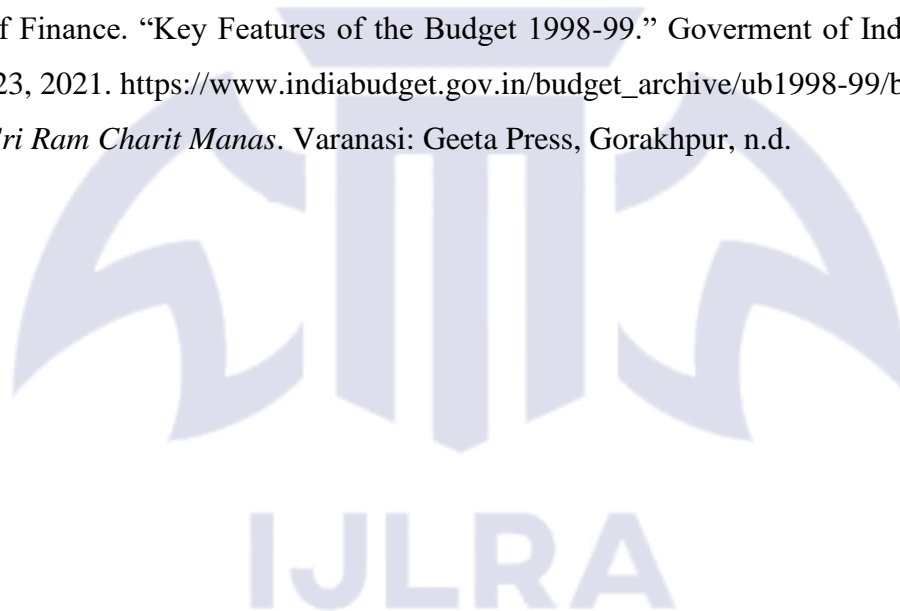 f Finance. “Key Features of the Budget 1998-99.” Goverment of Ind
23, 2021. https://www.indiabudget.gov.in/budget_archive/ub1998-99/b
ri Ram Charit Manas. Varanasi: Geeta Press, Gorakhpur, n.d.
IJLRA